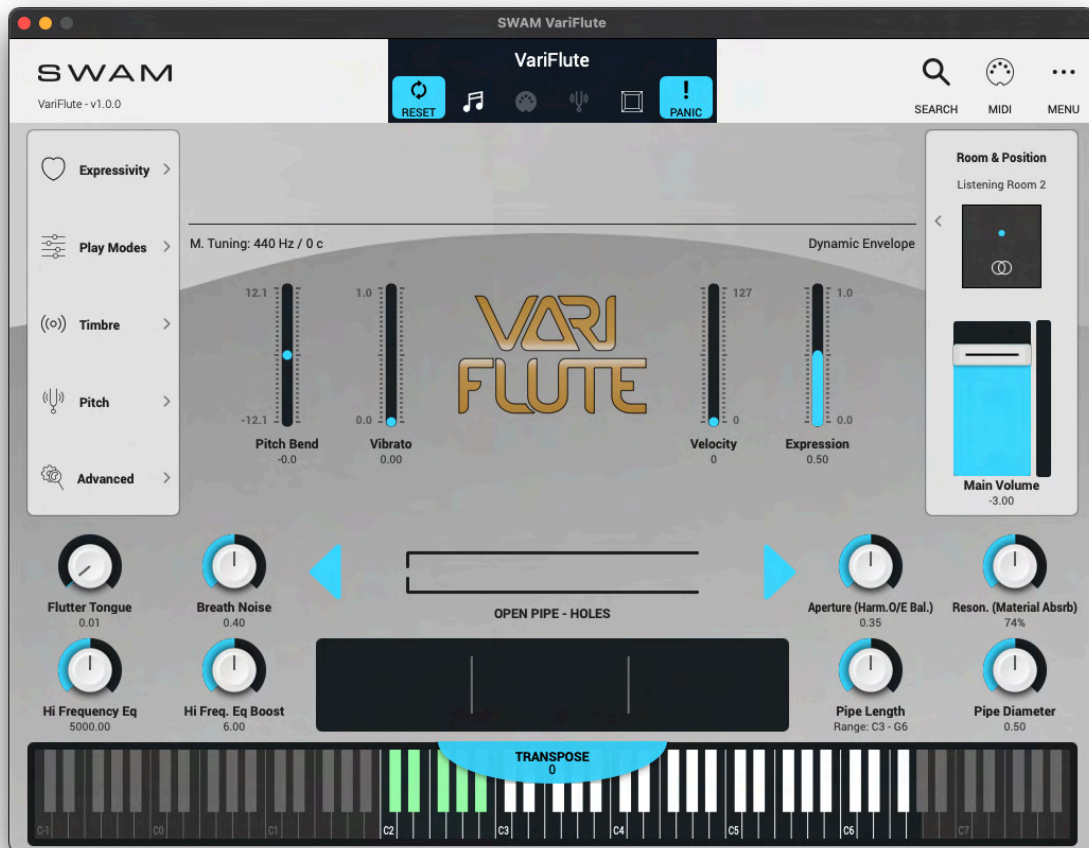 SWAM VariFlute
SWAM
VariFlute - v1.0.0
VariFlute
RESET
PANIC
SEARCH
MIDI
MENU
Expressivity
Play Modes
Timbre
Pitch
Advanced
M. Tuning: 440 Hz / 0 c
Dynamic Envelope
12.1
-12.1
Pitch Bend
-0.0
1.0
0.0
Vibrato
0.00
VARI
FLUTE
127
0
Velocity
0
1.0
0.0
Expression
0.50
Room & Position
Listening Room 2
Main Volume
-3.00
Flutter Tongue
0.01
Breath Noise
0.40
OPEN PIPE - HOLES
Aperture (Harm.O/E Bal.)
0.35
Reson. (Material Absrb)
74%
Hi Frequency Eq
5000.00
Hi Freq. Eq Boost
6.00
Pipe Length
Range: C3 - G6
Pipe Diameter
0.50
TRANSPOSE
0
C-1 C0 C1 C2 C3 C4 C5 C6 C7